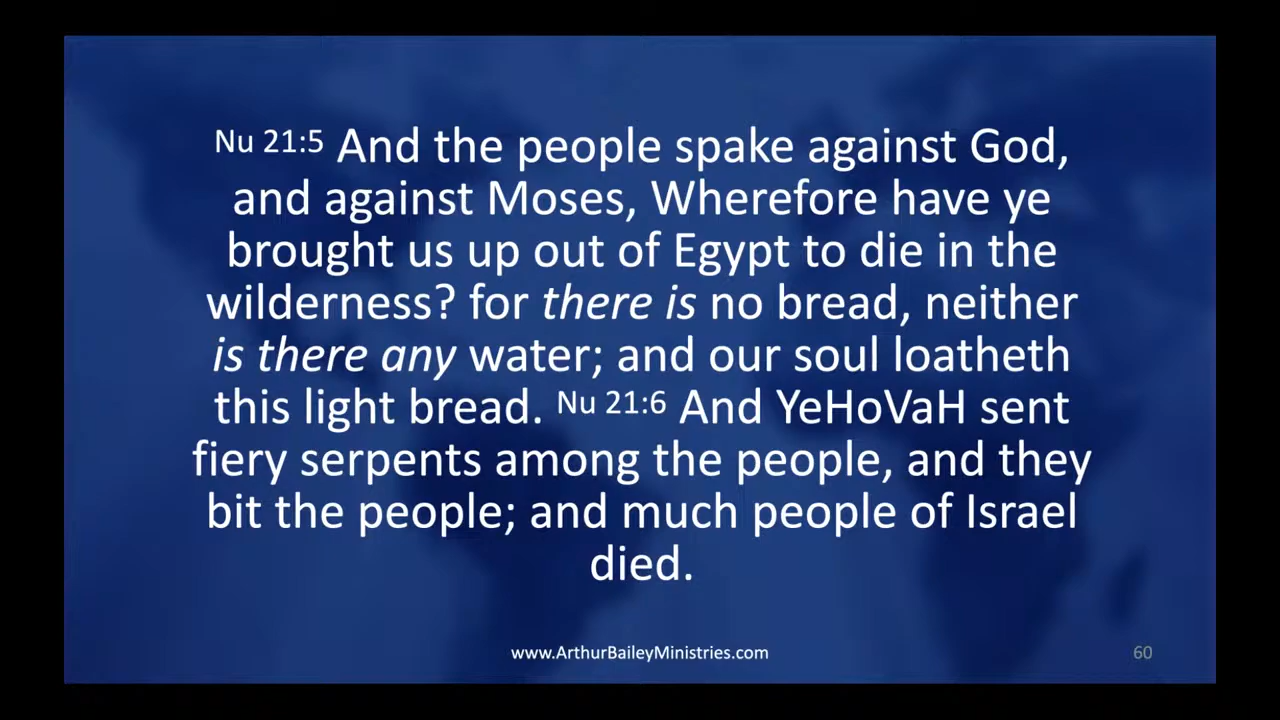 Nu 21:5 And the people spake against God,
and against Moses, Wherefore have ye
brought us up out of Egypt to die in the
wilderness? for there is no bread, neither
is there any water; and our soul loatheth
this light bread. Nu 21:6 And YeHoVaH sent
fiery serpents among the people, and they
bit the people; and much people of Israel
died.
www.ArthurBaileyMinistries.com
60